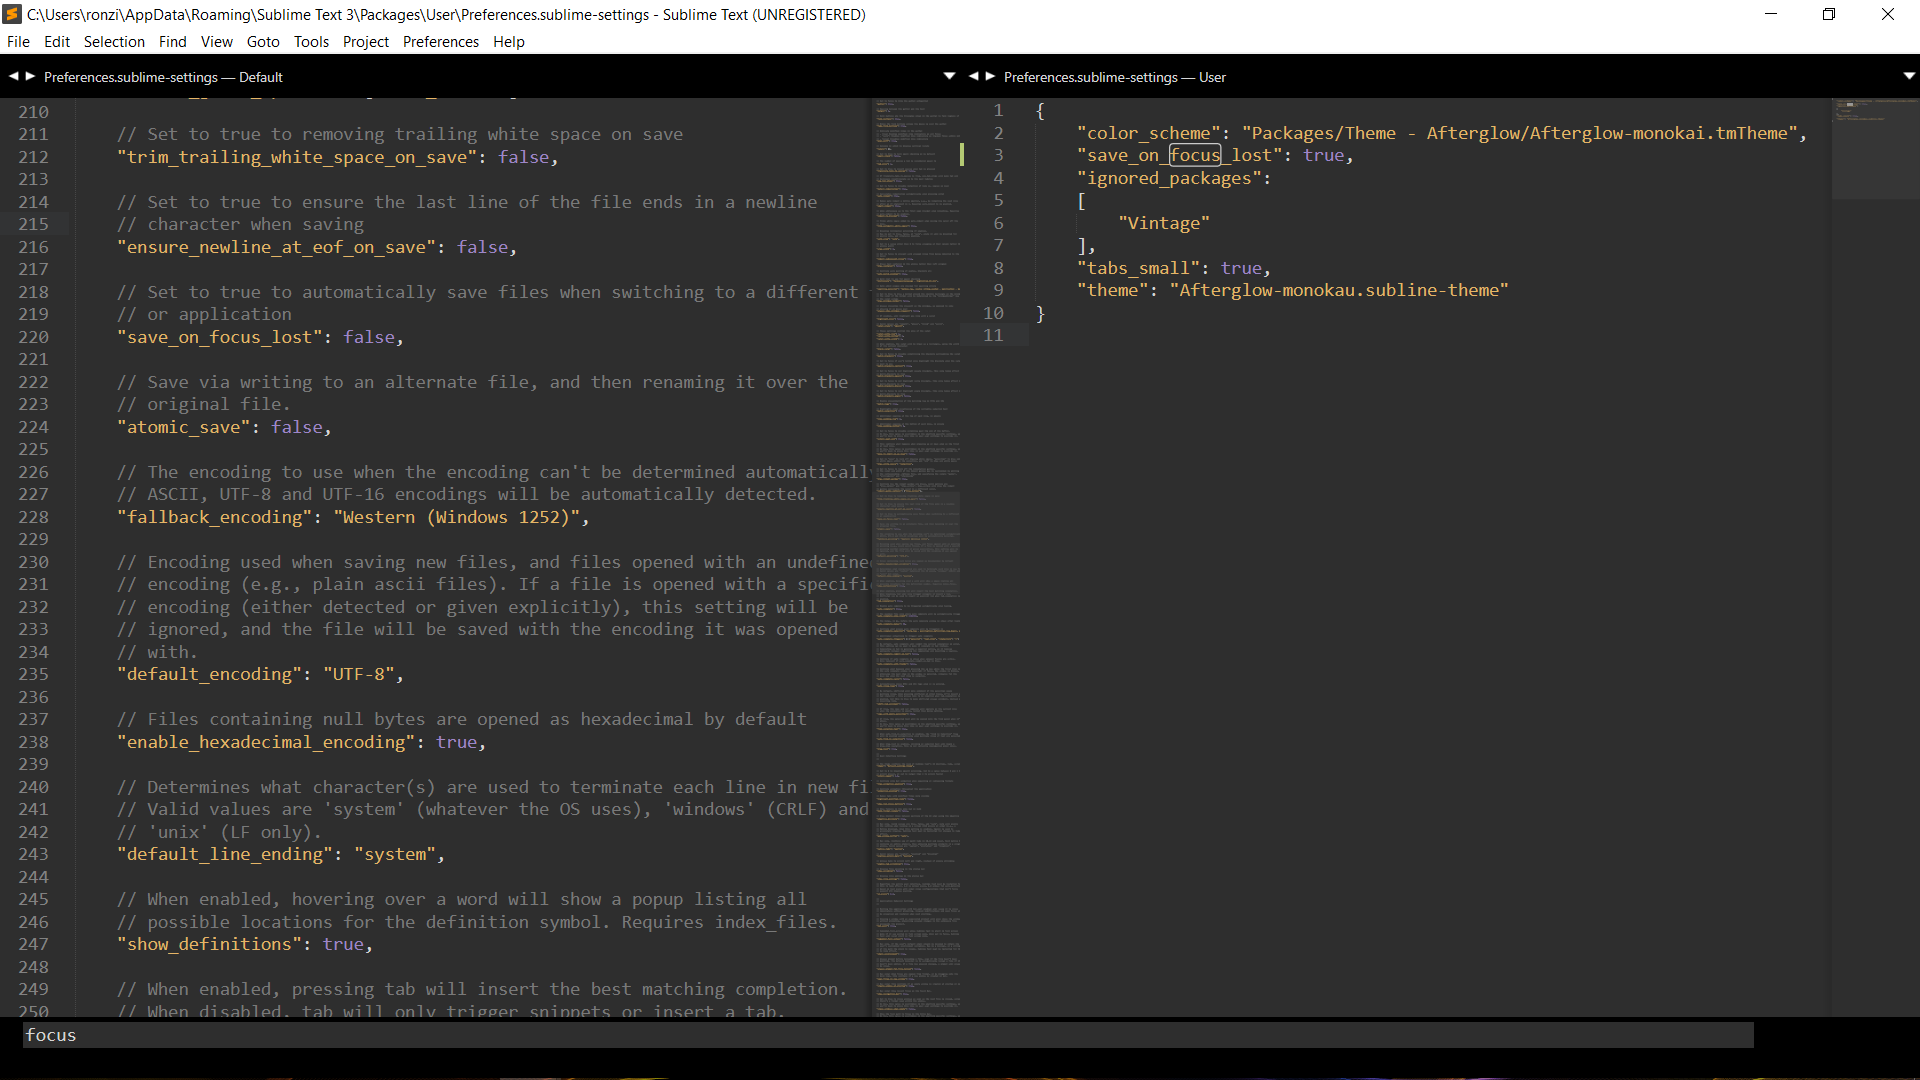 C:\Users\ronzi\AppData\Roaming\Sublime Text 3\Packages\User\Preferences.sublime-settings - Sublime Text (UNREGISTERED)
File Edit Selection Find View Goto Tools Project Preferences Help
Preferences.sublime-settings — Default
210
211 // Set to true to removing trailing white space on save
212 "trim_trailing_white_space_on_save": false,
213
214 // Set to true to ensure the last line of the file ends in a newline
215 // character when saving
216 "ensure_newline_at_eof_on_save": false,
217
218 // Set to true to automatically save files when switching to a different
219 // or application
220 "save_on_focus_lost": false,
221
222 // Save via writing to an alternate file, and then renaming it over the
223 // original file.
224 "atomic_save": false,
225
226 // The encoding to use when the encoding can't be determined automaticall
227 // ASCII, UTF-8 and UTF-16 encodings will be automatically detected.
228 "fallback_encoding": "Western (Windows 1252)",
229
230 // Encoding used when saving new files, and files opened with an undefine
231 // encoding (e.g., plain ascii files). If a file is opened with a specifi
232 // encoding (either detected or given explicitly), this setting will be
233 // ignored, and the file will be saved with the encoding it was opened
234 // with.
235 "default_encoding": "UTF-8",
236
237 // Files containing null bytes are opened as hexadecimal by default
238 "enable_hexadecimal_encoding": true,
239
240 // Determines what character(s) are used to terminate each line in new fi
241 // Valid values are 'system' (whatever the OS uses), 'windows' (CRLF) and
242 // 'unix' (LF only).
243 "default_line_ending": "system",
244
245 // When enabled, hovering over a word will show a popup listing all
246 // possible locations for the definition symbol. Requires index_files.
247 "show_definitions": true,
248
249 // When enabled, pressing tab will insert the best matching completion.
250 // When disabled, tab will only trigger snippets or insert a tab.
Preferences.sublime-settings — User
1 {
2 "color_scheme": "Packages/Theme - Afterglow/Afterglow-monokai.tmTheme",
3 "save_on_focus_lost": true,
4 "ignored_packages":
5 [
6 "Vintage"
7 ],
8 "tabs_small": true,
9 "theme": "Afterglow-monokau.subline-theme"
10 }
11
focus